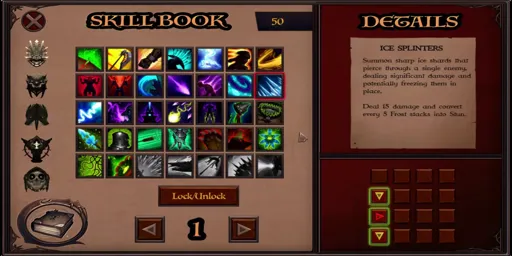 SKILL BOOK
50
DETAILS
ICE SPLINTERS
Summon sharp ice shards that
pierce through a single enemy,
dealing significant damage and
potentially freezing them in
place.
Deal 15 damage and convert
every 5 Frost stacks into Stun.
Lock/Unlock
1